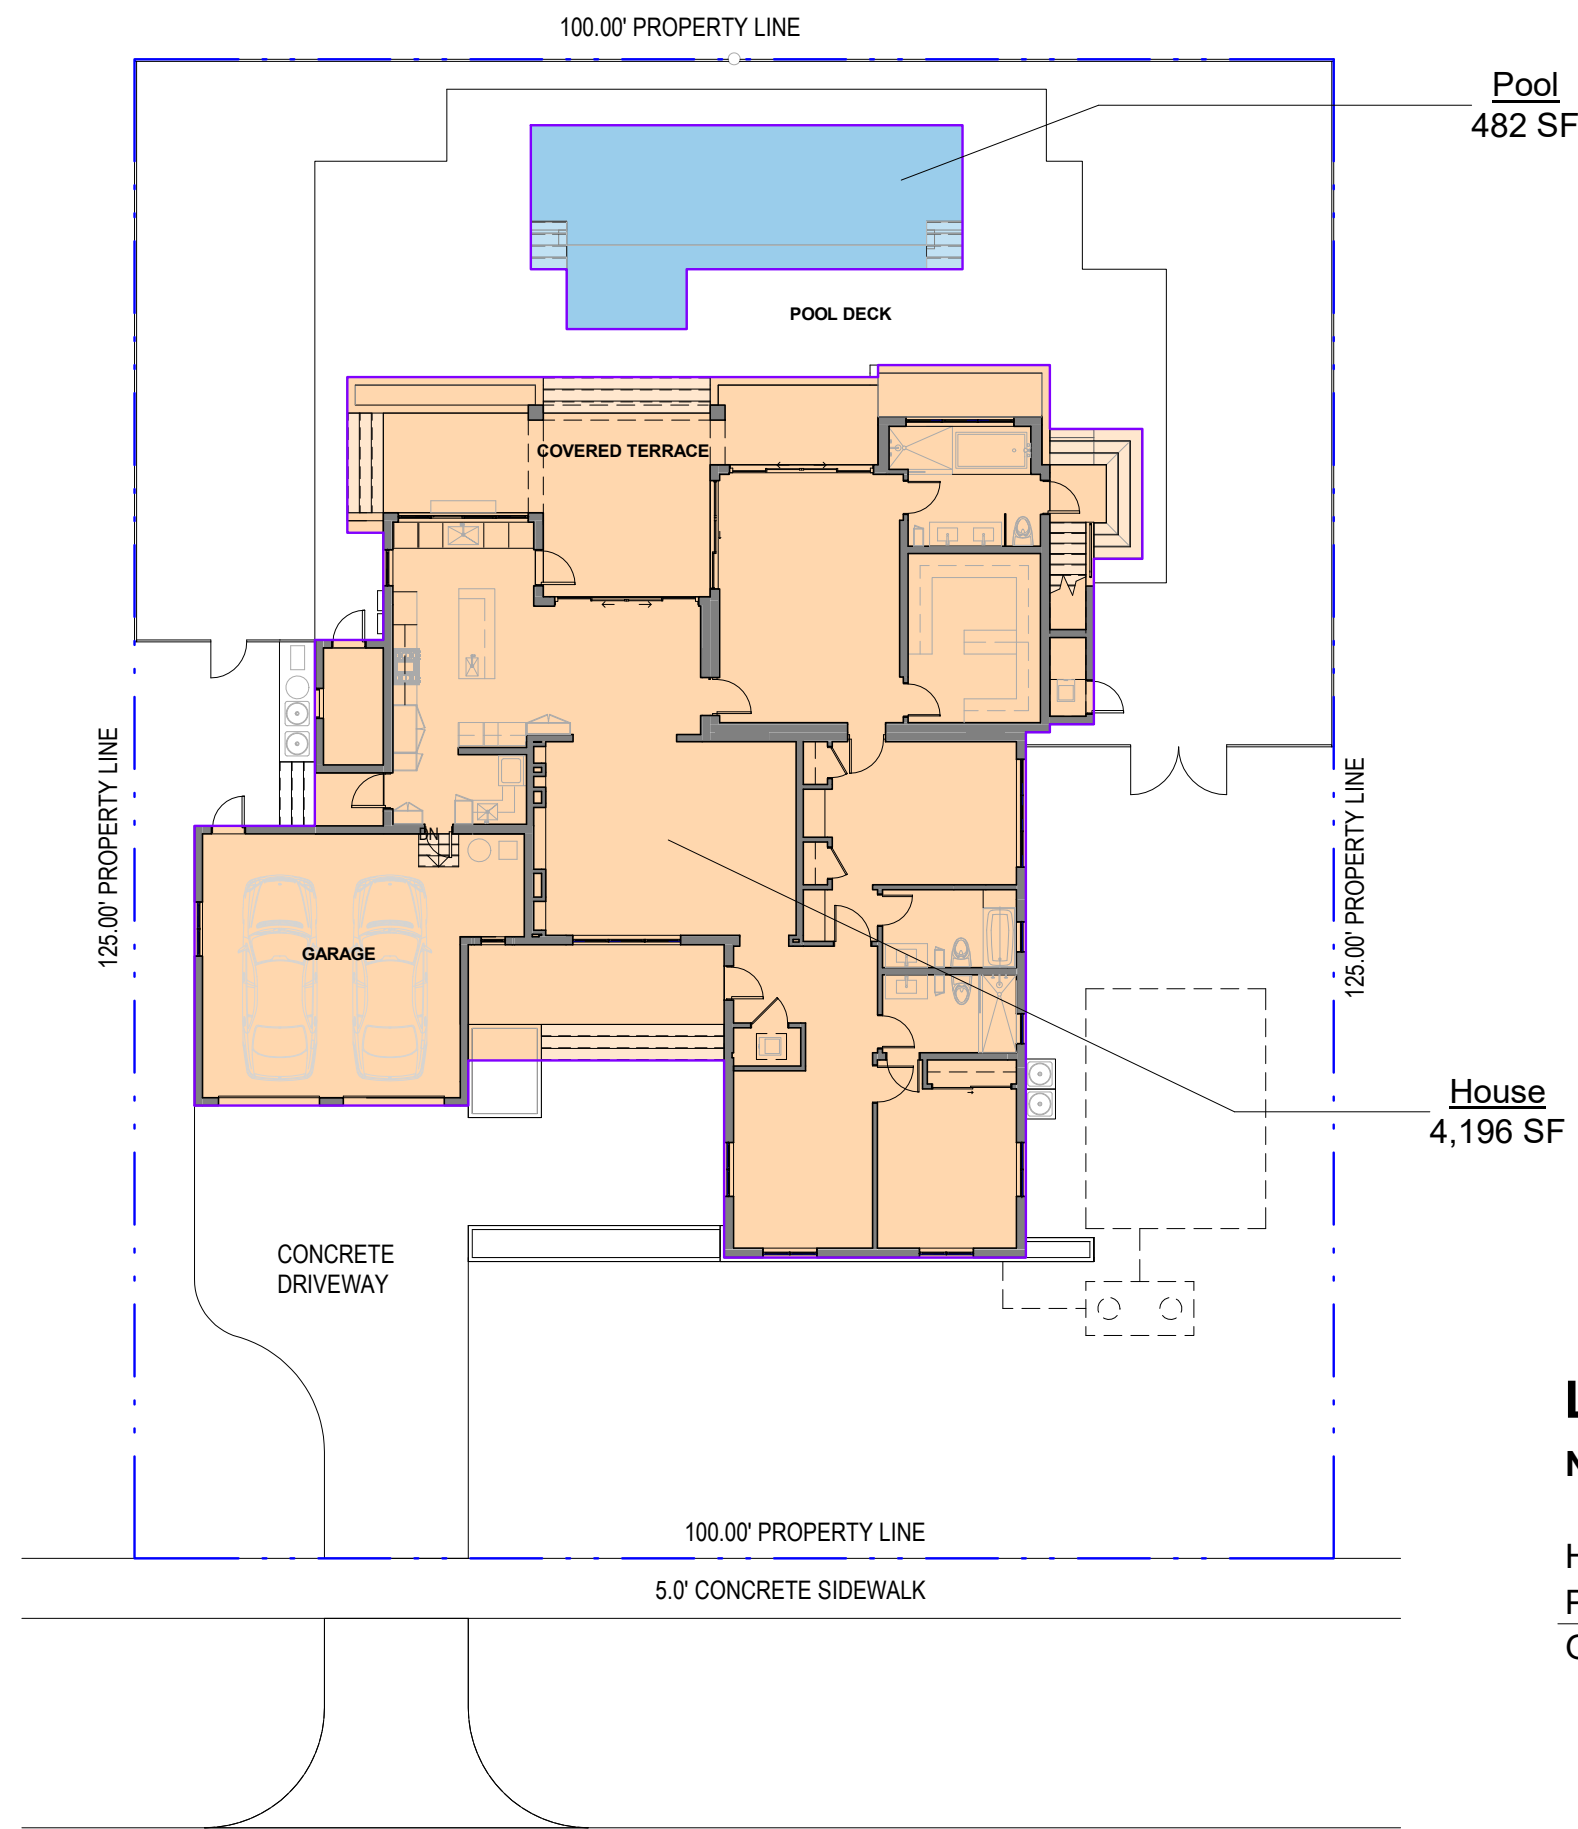 100.00' PROPERTY LINE
Pool
482 SF
POOL DECK
COVERED TERRACE
125.00' PROPERTY LINE
125.00' PROPERTY LINE
DN
GARAGE
House
4,196 SF
CONCRETE
DRIVEWAY
100.00' PROPERTY LINE
5.0' CONCRETE SIDEWALK